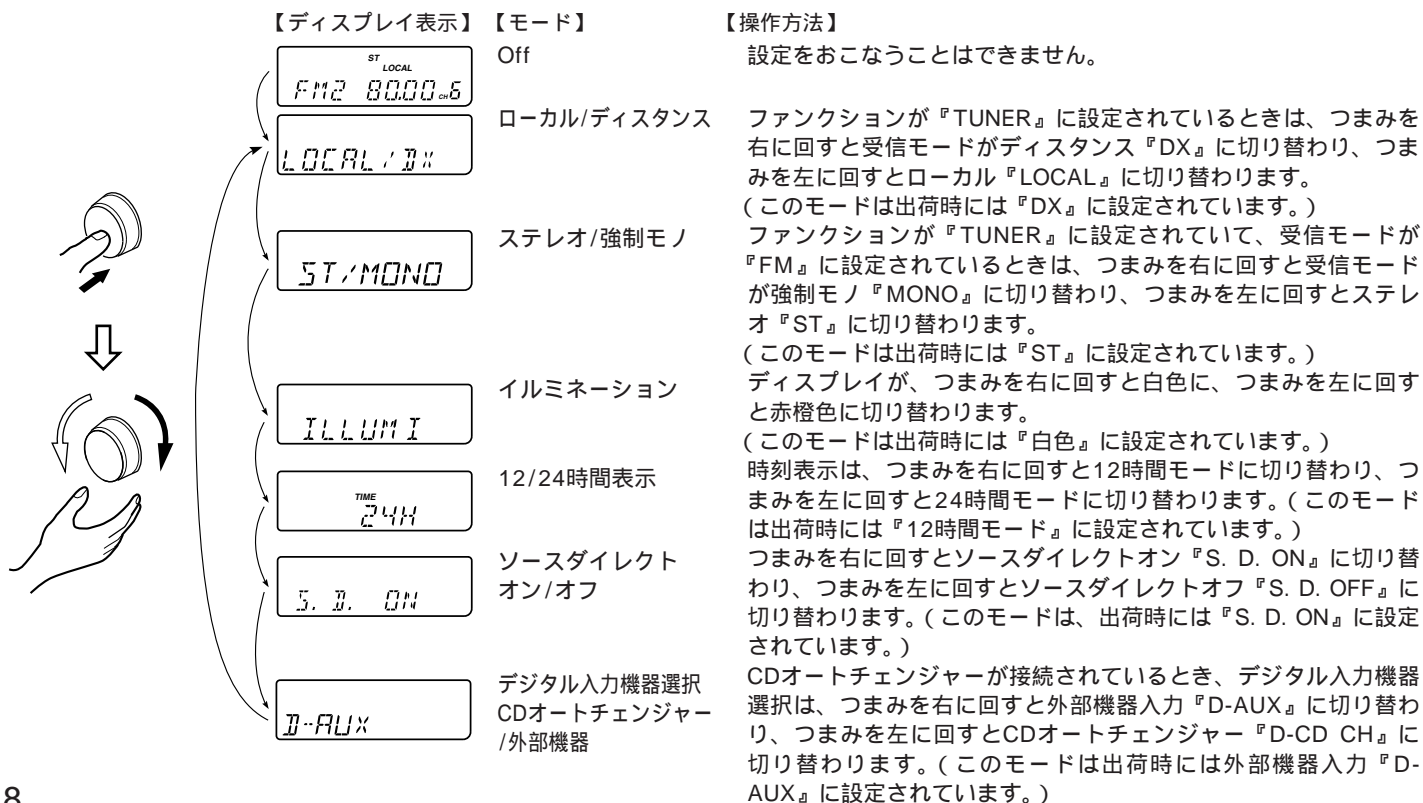 【ディスプレイ表示】 【モード】 【操作方法】
ST
LOCAL
FM2 80.00 CH 6
Off
設定をおこなうことはできません。
LOCAL/DX
ローカル/ディスタンス
ファンクションが『TUNER』に設定されているときは、つまみを
右に回すと受信モードがディスタンス『DX』に切り替わり、つま
みを左に回すとローカル『LOCAL』に切り替わります。
(このモードは出荷時には『DX』に設定されています。)
ST/MONO
ステレオ/強制モノ
ファンクションが『TUNER』に設定されていて、受信モードが
『FM』に設定されているときは、つまみを右に回すと受信モード
が強制モノ『MONO』に切り替わり、つまみを左に回すとステレ
オ『ST』に切り替わります。
(このモードは出荷時には『ST』に設定されています。)
ILLUMI
イルミネーション
ディスプレイが、つまみを右に回すと白色に、つまみを左に回す
と赤橙色に切り替わります。
(このモードは出荷時には『白色』に設定されています。)
TIME
24H
12/24時間表示
時刻表示は、つまみを右に回すと12時間モードに切り替わり、つ
まみを左に回すと24時間モードに切り替わります。(このモード
は出荷時には『12時間モード』に設定されています。)
S. D. ON
ソースダイレクト
オン/オフ
つまみを右に回すとソースダイレクトオン『S. D. ON』に切り替
わり、つまみを左に回すとソースダイレクトオフ『S. D. OFF』に
切り替わります。(このモードは、出荷時には『S. D. ON』に設定
されています。)
D-AUX
デジタル入力機器選択
CDオートチェンジャー
/外部機器
CDオートチェンジャーが接続されているとき、デジタル入力機器
選択は、つまみを右に回すと外部機器入力『D-AUX』に切り替わ
り、つまみを左に回すとCDオートチェンジャー『D-CD CH』に
切り替わります。(このモードは出荷時には外部機器入力『D-
AUX』に設定されています。)
8